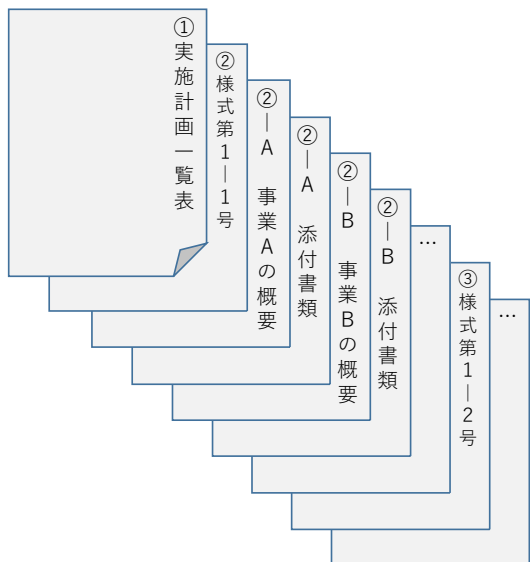 ①実施計画一覧表
②様式第1―1号
②―A　事業Aの概要
②―A　添付書類
②―B　事業Bの概要
②―B　添付書類
…
③様式第1―2号
…